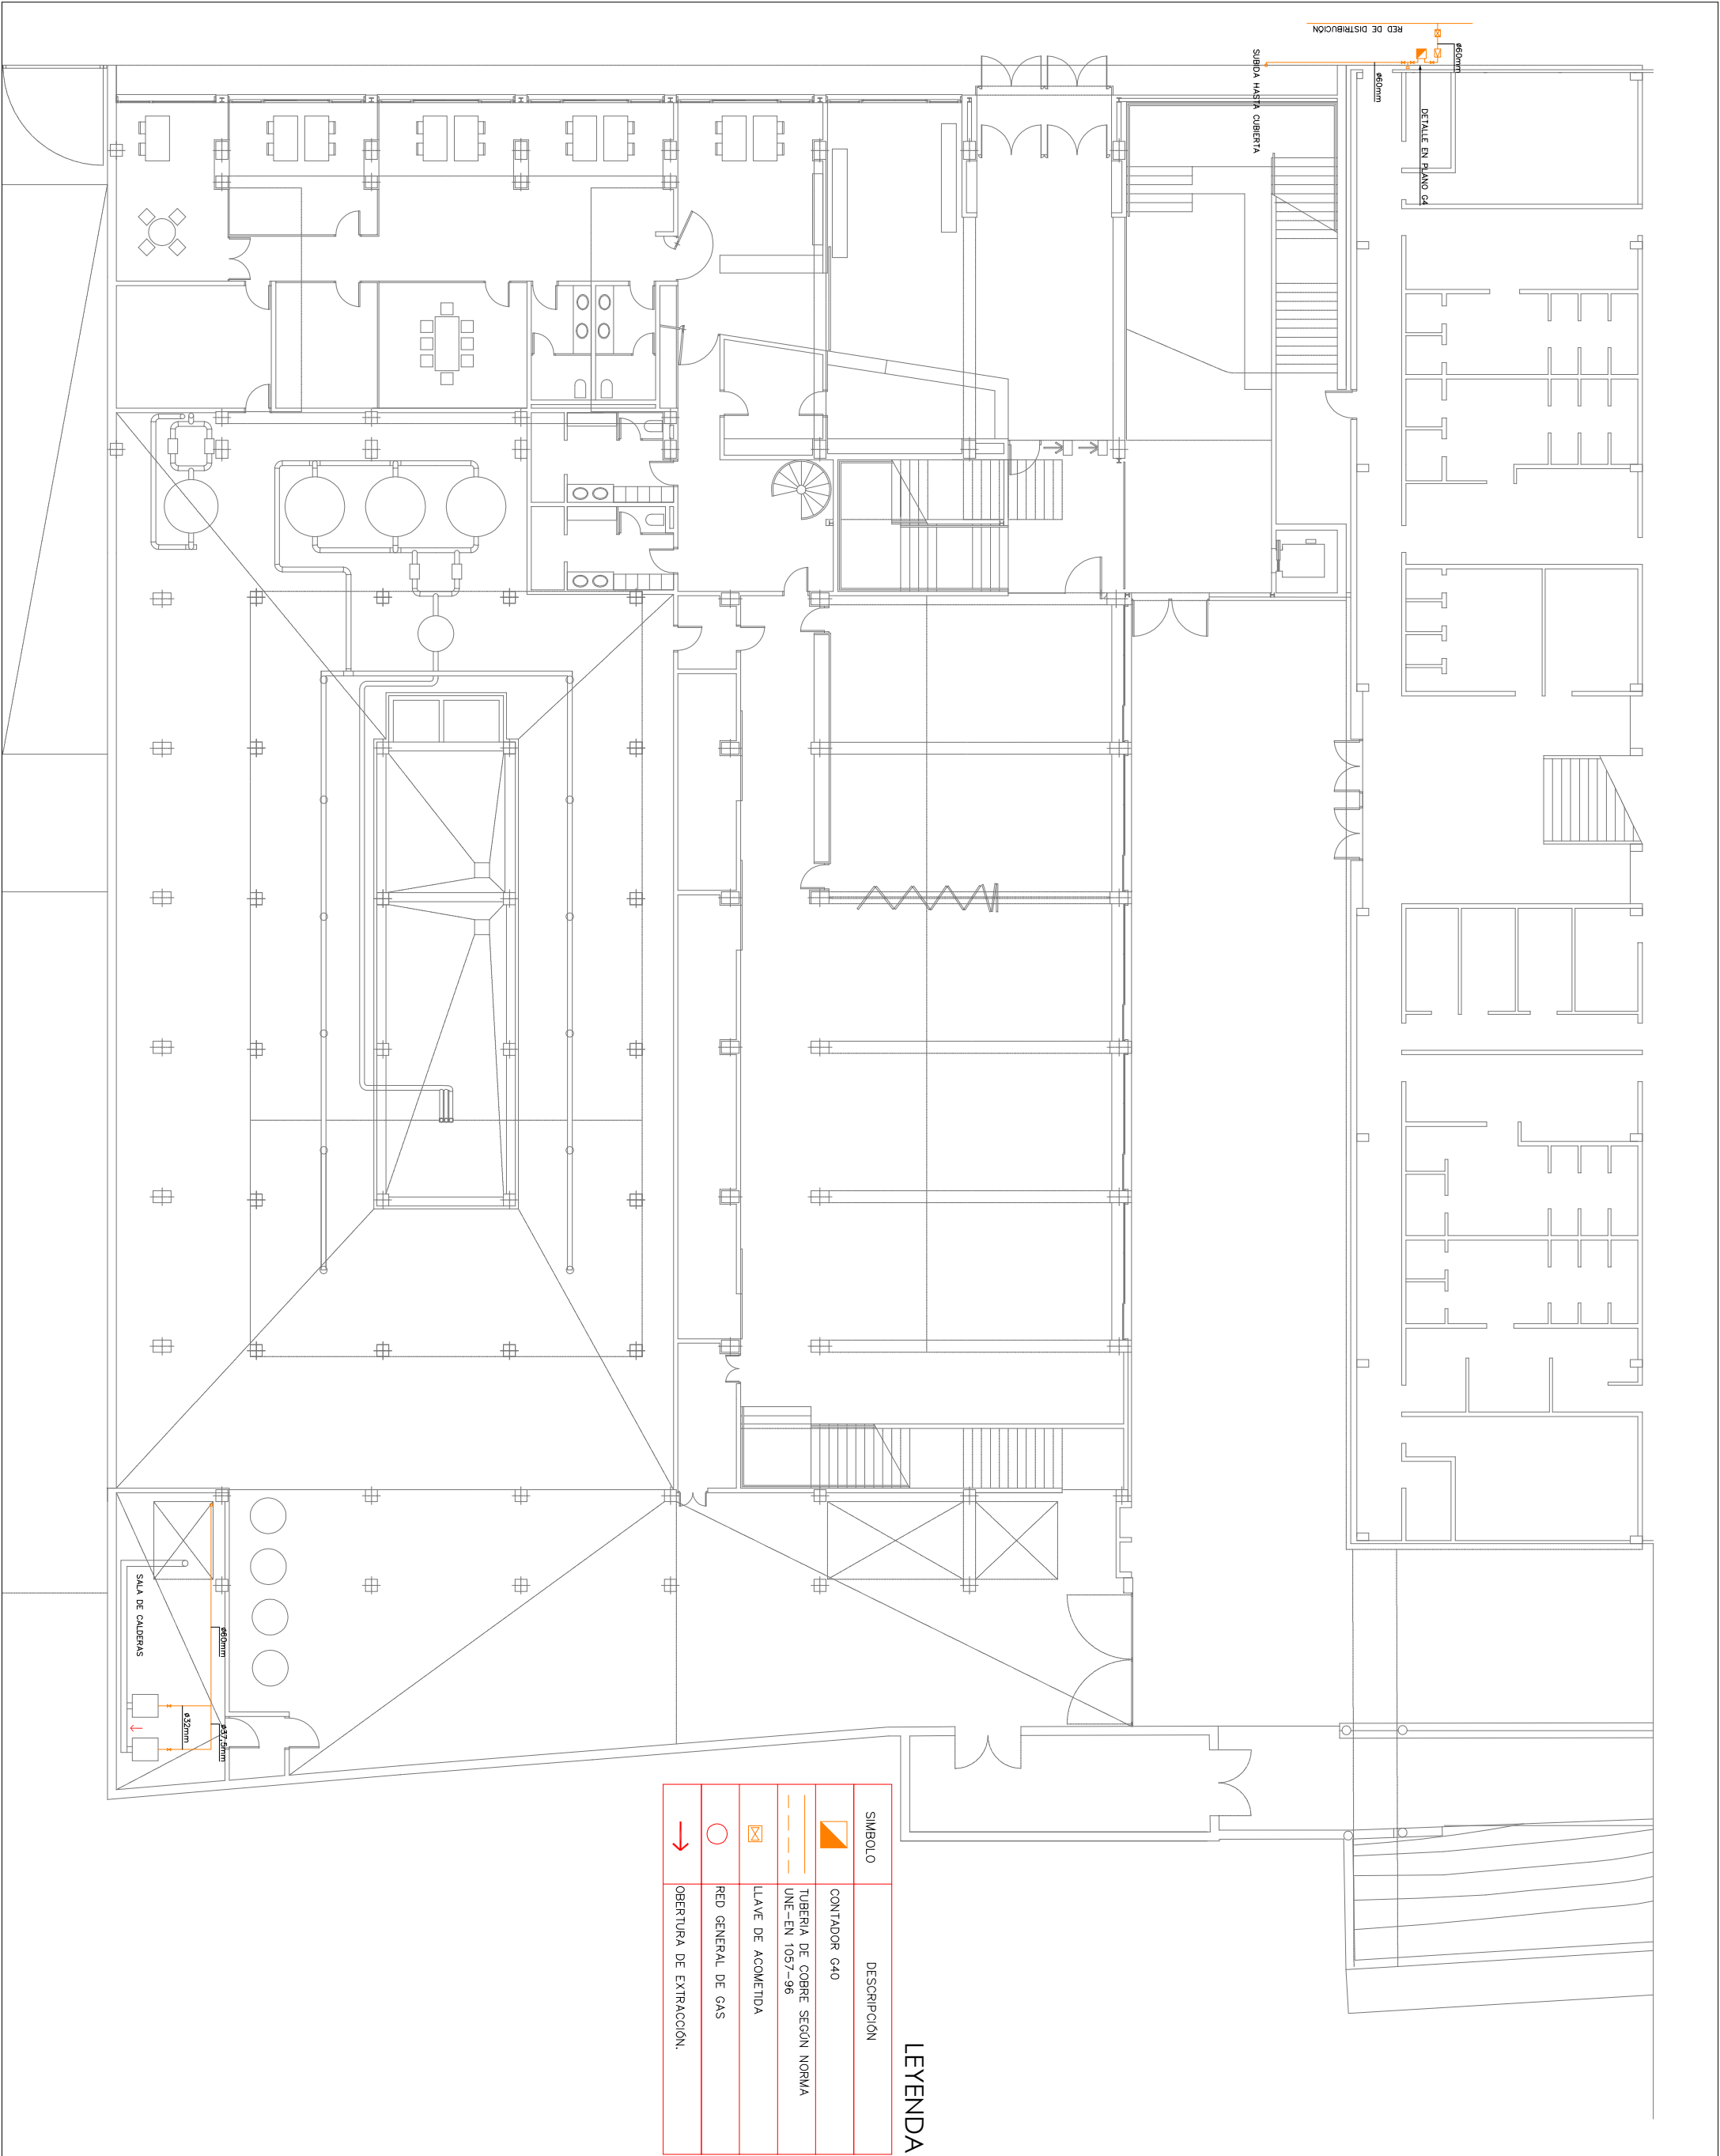 RED DE DISTRIBUCIÓN
ø60mm
ø60mm
SUBIDA HASTA CUBIERTA
DETALLE EN PLANO G4
SALA DE CALDERAS
ø60mm
ø32mm
ø37,5mm
LEYENDA
SIMBOLO DESCRIPCIÓN
CONTADOR G40
TUBERIA DE COBRE SEGÚN NORMA
UNE-EN 1057-96
LLAVE DE ACOMETIDA
RED GENERAL DE GAS
OBERTURA DE EXTRACCIÓN.